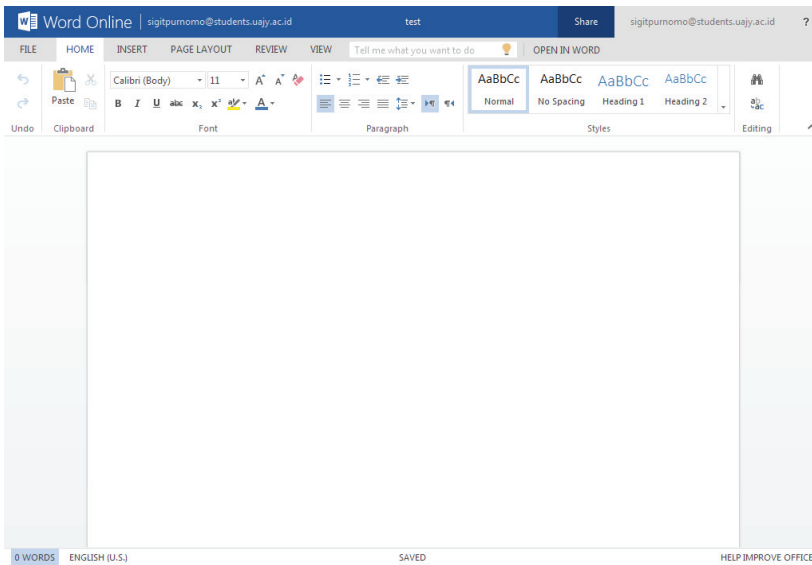 Word Online sigitpurnomo@students.uajy.ac.id test Share sigitpurnomo@students.uajy.ac.id ?
FILE HOME INSERT PAGE LAYOUT REVIEW VIEW Tell me what you want to do OPEN IN WORD
Calibri (Body) 11 AaBbCc AaBbCc AaBbCc AaBbCc
Paste B I U abc x₂ x² A Normal No Spacing Heading 1 Heading 2
Undo Clipboard Font Paragraph Styles Editing
0 WORDS ENGLISH (U.S.) SAVED HELP IMPROVE OFFICE